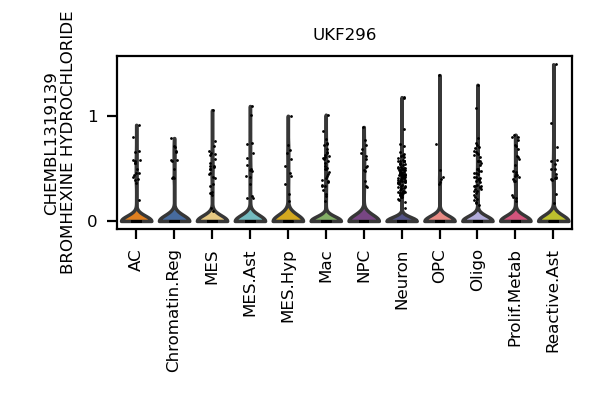 UKF296
CHEMBL1319139
BROMHEXINE HYDROCHLORIDE
1
0
AC
Chromatin.Reg
MES
MES.Ast
MES.Hyp
Mac
NPC
Neuron
OPC
Oligo
Prolif.Metab
Reactive.Ast